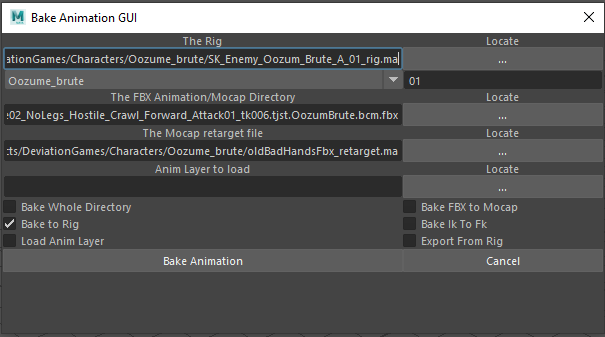 Bake Animation GUI
The Rig Locate
ationGames/Characters/Oozume_brute/SK_Enemy_Oozum_Brute_A_01_rig.ma ...
Oozume_brute 01
The FBX Animation/Mocap Directory Locate
e02_NoLegs_Hostile_Crawl_Forward_Attack01_tk006.tjst.OozumBrute.bcm.fbx ...
The Mocap retarget file Locate
cts/DeviationGames/Characters/Oozume_brute/oldBadHandsFbx_retarget.ma ...
Anim Layer to load Locate
...
Bake Whole Directory Bake FBX to Mocap
Bake to Rig Bake Ik To Fk
Load Anim Layer Export From Rig
Bake Animation Cancel